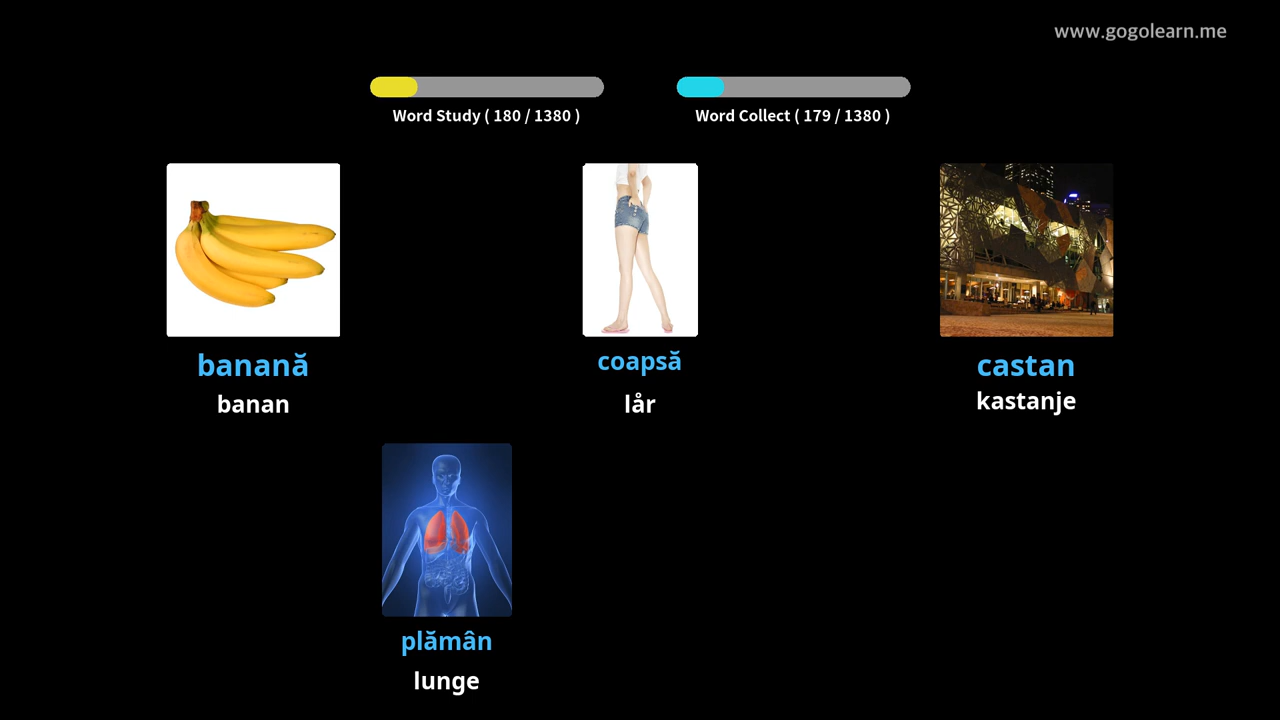 www.gogolearn.me
Word Study ( 180 / 1380 )
Word Collect ( 179 / 1380 )
banană
banan
coapsă
lår
castan
kastanje
plămân
lunge